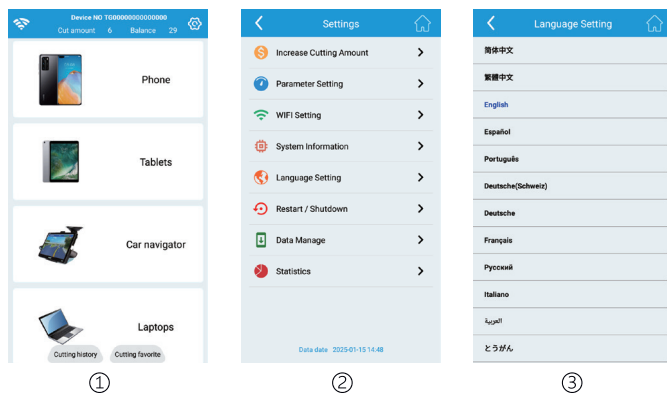 Device NO TG00000000000000
Cut amount 6 Balance 29
Phone
Tablets
Car navigator
Laptops
Cutting history Cutting favorite
①
Settings
Increase Cutting Amount
Parameter Setting
WIFI Setting
System Information
Language Setting
Restart / Shutdown
Data Manage
Statistics
Data date 2025-01-15 14:48
②
Language Setting
简体中文
繁體中文
English
Español
Português
Deutsche(Schweiz)
Deutsche
Français
Русский
Italiano
العربية
とうがん
③